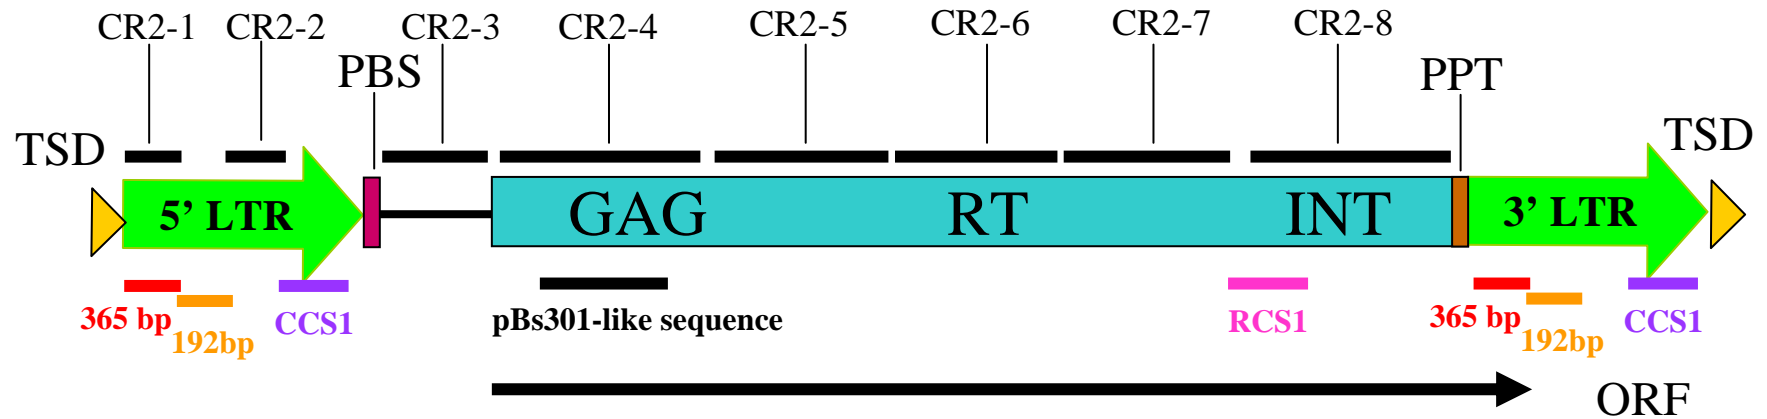 CR2-1 CR2-2 CR2-3 CR2-4 CR2-5 CR2-6 CR2-7 CR2-8
PBS PPT
TSD TSD
5’ LTR GAG RT INT 3’ LTR
365 bp 192bp CCS1 pBs301-like sequence RCS1 365 bp 192bp CCS1
ORF